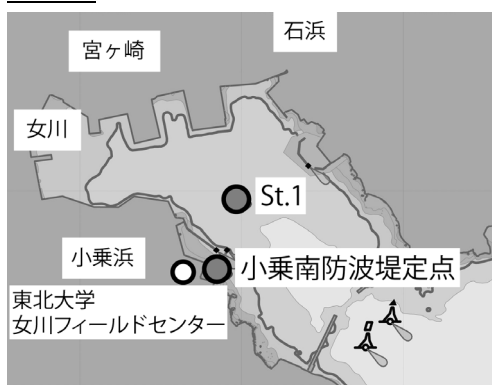 石浜
宮ヶ崎
女川
St.1
小乗浜
小乗南防波堤定点
東北大学
女川フィールドセンター